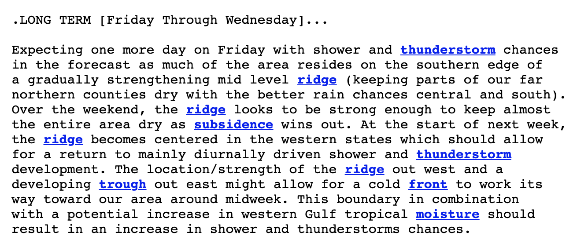 .LONG TERM [Friday Through Wednesday]...
Expecting one more day on Friday with shower and thunderstorm chances
in the forecast as much of the area resides on the southern edge of
a gradually strengthening mid level ridge (keeping parts of our far
northern counties dry with the better rain chances central and south).
Over the weekend, the ridge looks to be strong enough to keep almost
the entire area dry as subsidence wins out. At the start of next week,
the ridge becomes centered in the western states which should allow
for a return to mainly diurnally driven shower and thunderstorm
development. The location/strength of the ridge out west and a
developing trough out east might allow for a cold front to work its
way toward our area around midweek. This boundary in combination
with a potential increase in western Gulf tropical moisture should
result in an increase in shower and thunderstorms chances.